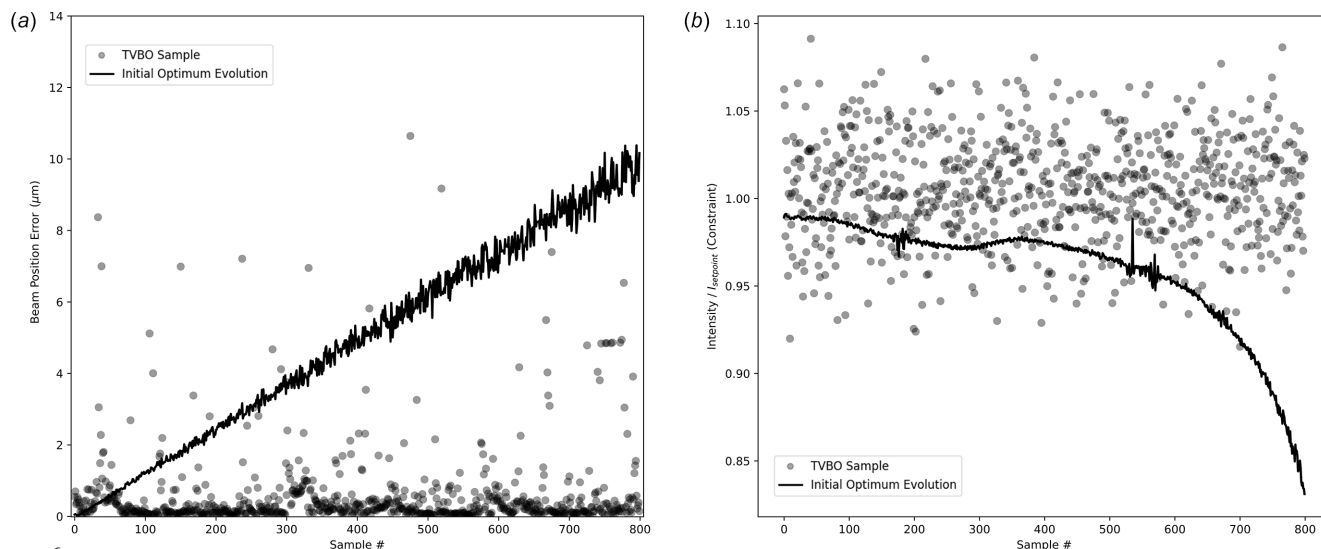 (a)
14
12
10
8
6
4
2
0
Beam Position Error (μm)
TVBO Sample
Initial Optimum Evolution
0 100 200 300 400 500 600 700 800
Sample #
(b)
1.10
1.05
1.00
0.95
0.90
0.85
Intensity / I_setpoint (Constraint)
TVBO Sample
Initial Optimum Evolution
0 100 200 300 400 500 600 700 800
Sample #